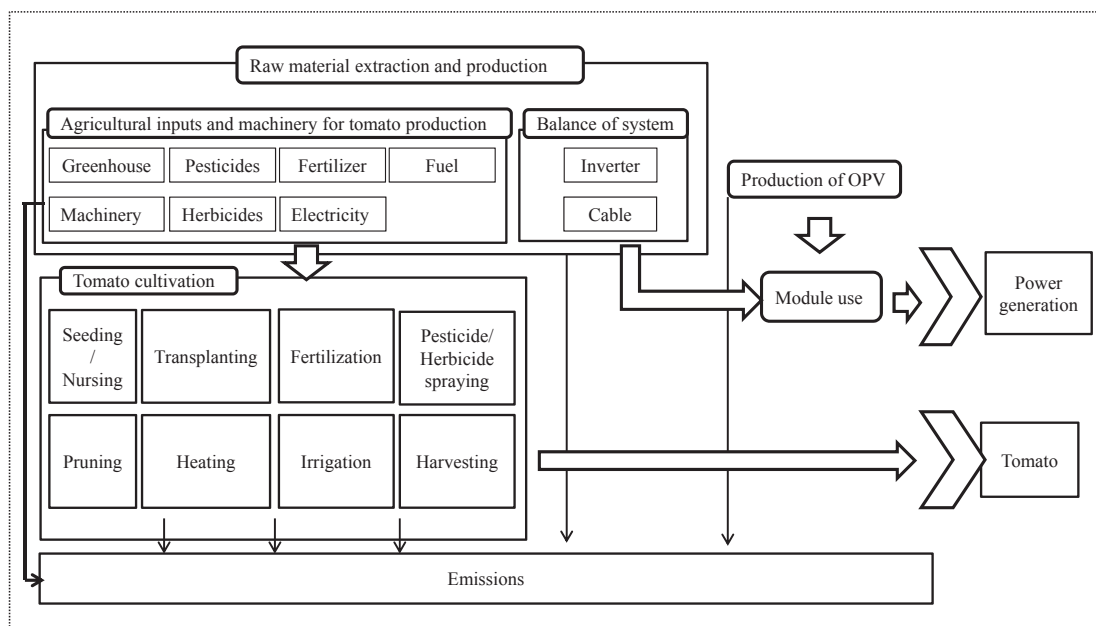 Raw material extraction and production
Agricultural inputs and machinery for tomato production
Greenhouse
Pesticides
Fertilizer
Fuel
Machinery
Herbicides
Electricity
Balance of system
Inverter
Cable
Production of OPV
Module use
Power
generation
Tomato cultivation
Seeding
/
Nursing
Transplanting
Fertilization
Pesticide/
Herbicide
spraying
Pruning
Heating
Irrigation
Harvesting
Tomato
Emissions